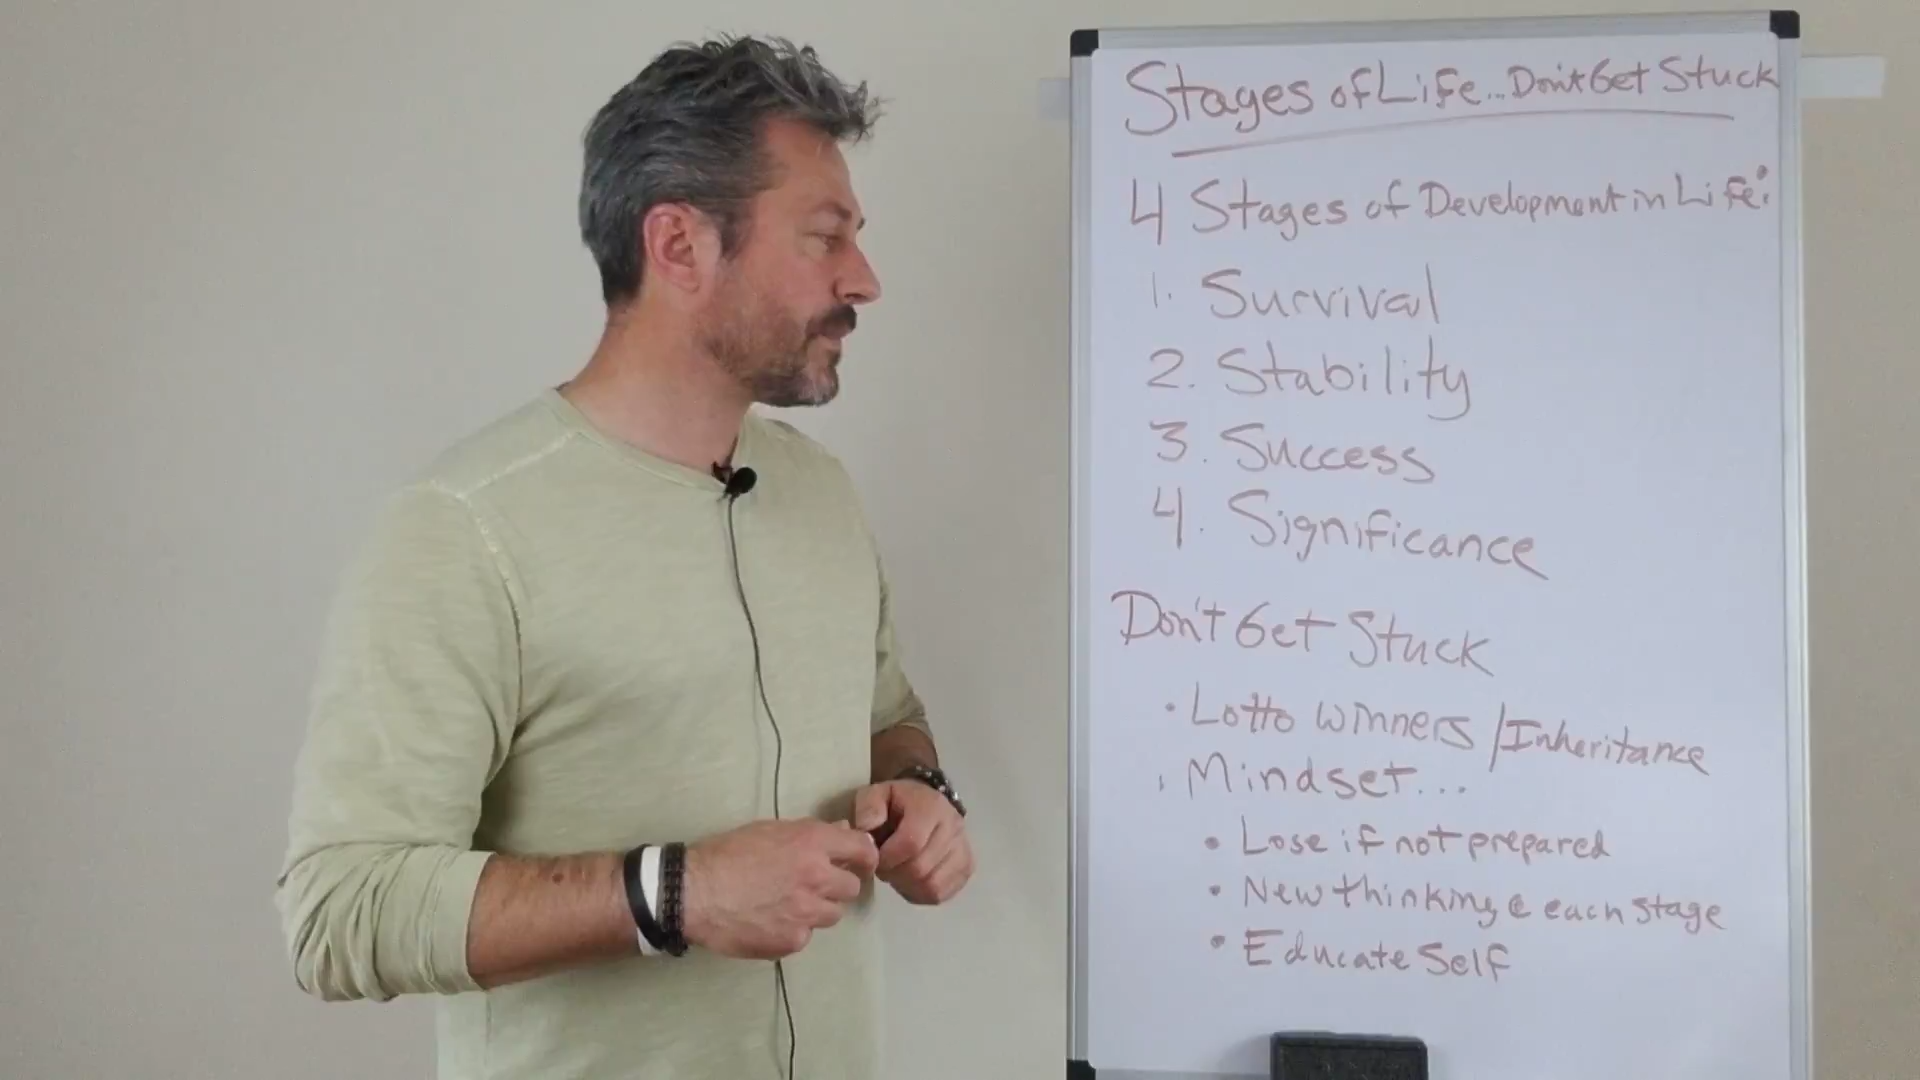 Stages of Life... Don't Get Stuck
4 Stages of Development in Life:
1. Survival
2. Stability
3. Success
4. Significance
Don't Get Stuck
• Lotto winners / Inheritance
• Mindset...
• Lose if not prepared
• New thinking @ each stage
• Educate Self